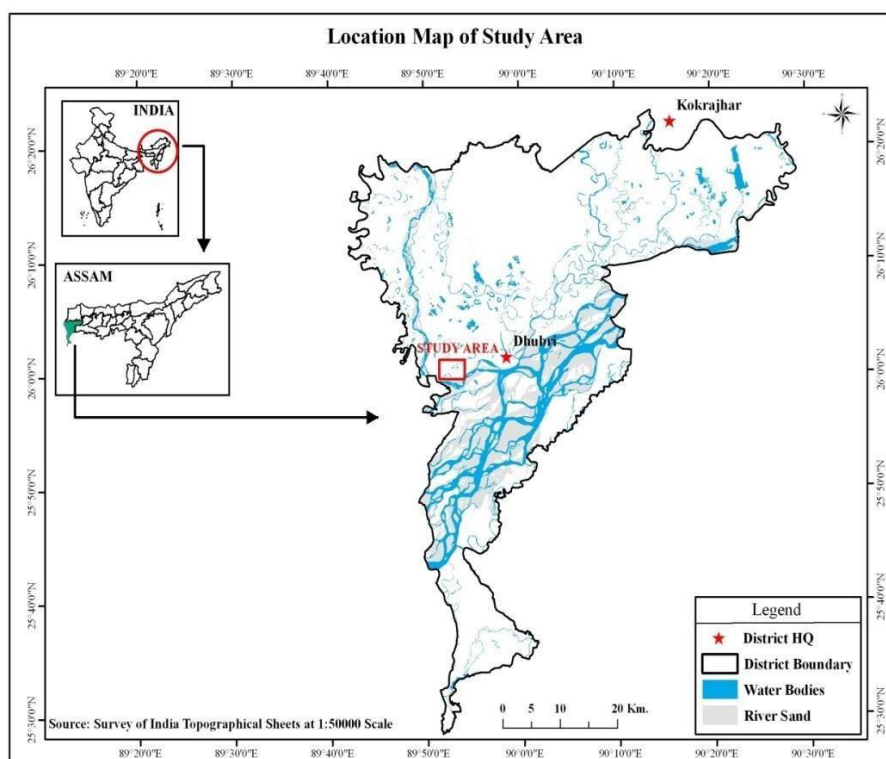 Location Map of Study Area
89°20'0"E 89°30'0"E 89°40'0"E 89°50'0"E 90°0'0"E 90°10'0"E 90°20'0"E 90°30'0"E
INDIA
Kokrajhar
26°20'0"N 26°20'0"N
26°10'0"N 26°10'0"N
ASSAM
Dhubri
STUDY AREA
26°0'0"N 26°0'0"N
25°50'0"N 25°50'0"N
25°40'0"N 25°40'0"N
Legend
District HQ
District Boundary
Water Bodies
River Sand
0 5 10 20 Km.
Source: Survey of India Topographical Sheets at 1:50000 Scale
25°30'0"N 25°30'0"N
89°20'0"E 89°30'0"E 89°40'0"E 89°50'0"E 90°0'0"E 90°10'0"E 90°20'0"E 90°30'0"E